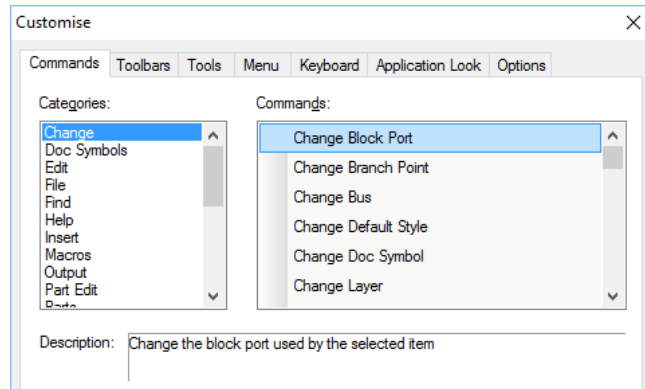 Customise
Commands Toolbars Tools Menu Keyboard Application Look Options
Categories:
Change
Doc Symbols
Edit
File
Find
Help
Insert
Macros
Output
Part Edit
Parts
Commands:
Change Block Port
Change Branch Point
Change Bus
Change Default Style
Change Doc Symbol
Change Layer
Description: Change the block port used by the selected item